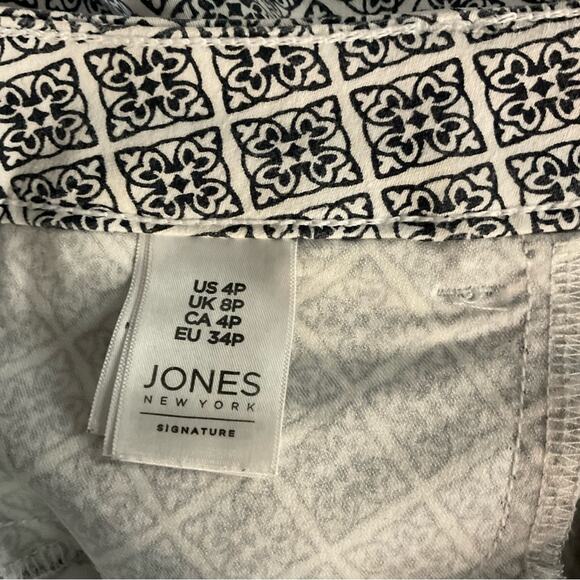 US 4P
UK 8P
CA 4P
EU 34P
JONES
NEW YORK
SIGNATURE